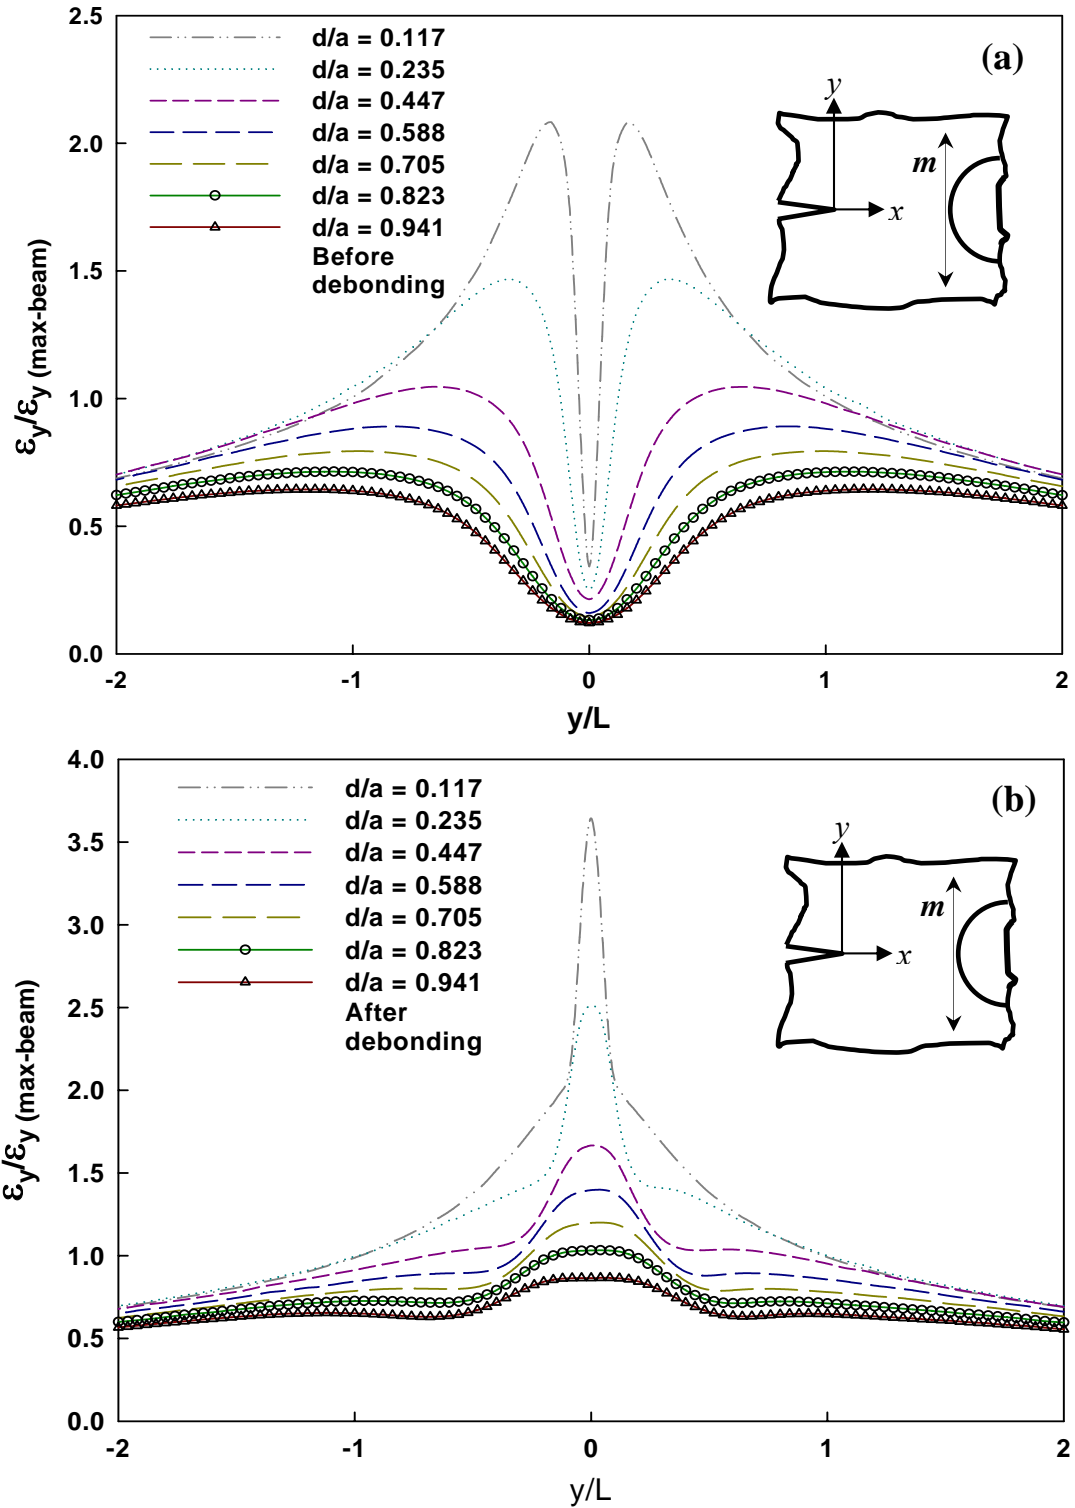 2.5
2.0
1.5
1.0
0.5
0.0
-2
-1
0
1
2
y/L
εy/εy (max-beam)
d/a = 0.117
d/a = 0.235
d/a = 0.447
d/a = 0.588
d/a = 0.705
d/a = 0.823
d/a = 0.941
Before
debonding
(a)
y
m
x
4.0
3.5
3.0
2.5
2.0
1.5
1.0
0.5
0.0
-2
-1
0
1
2
y/L
εy/εy (max-beam)
d/a = 0.117
d/a = 0.235
d/a = 0.447
d/a = 0.588
d/a = 0.705
d/a = 0.823
d/a = 0.941
After
debonding
(b)
y
m
x